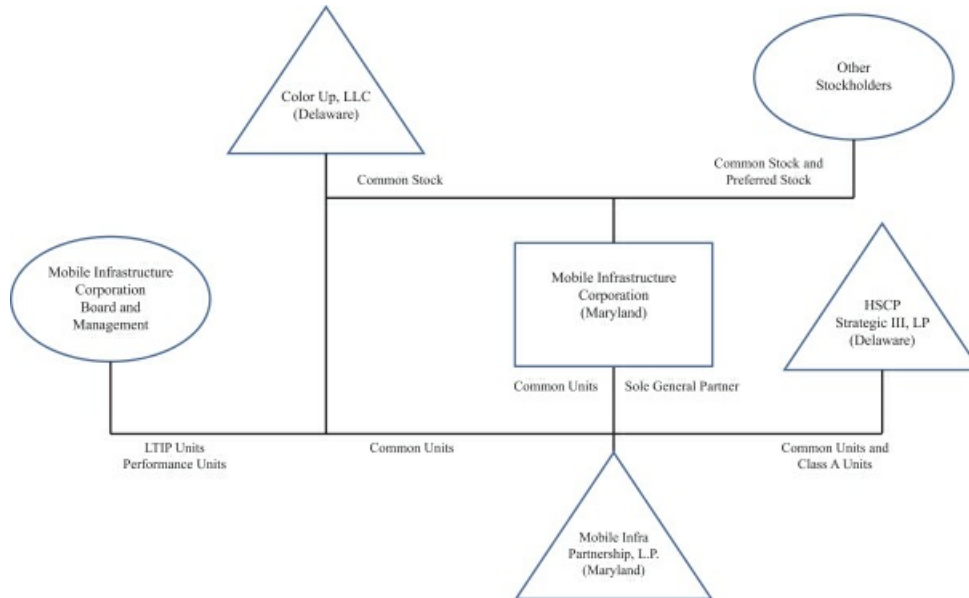 Color Up, LLC
(Delaware)
Other
Stockholders
Common Stock
Common Stock and
Preferred Stock
Mobile Infrastructure
Corporation
Board and
Management
Mobile Infrastructure
Corporation
(Maryland)
HSCP
Strategic III, LP
(Delaware)
Common Units
Sole General Partner
LTIP Units
Performance Units
Common Units
Common Units and
Class A Units
Mobile Infra
Partnership, L.P.
(Maryland)